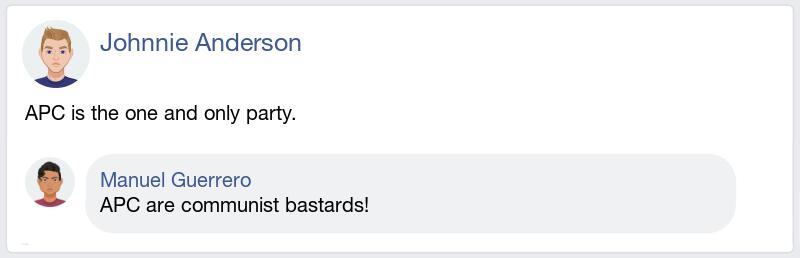 Johnnie Anderson
APC is the one and only party.
Manuel Guerrero
APC are communist bastards!